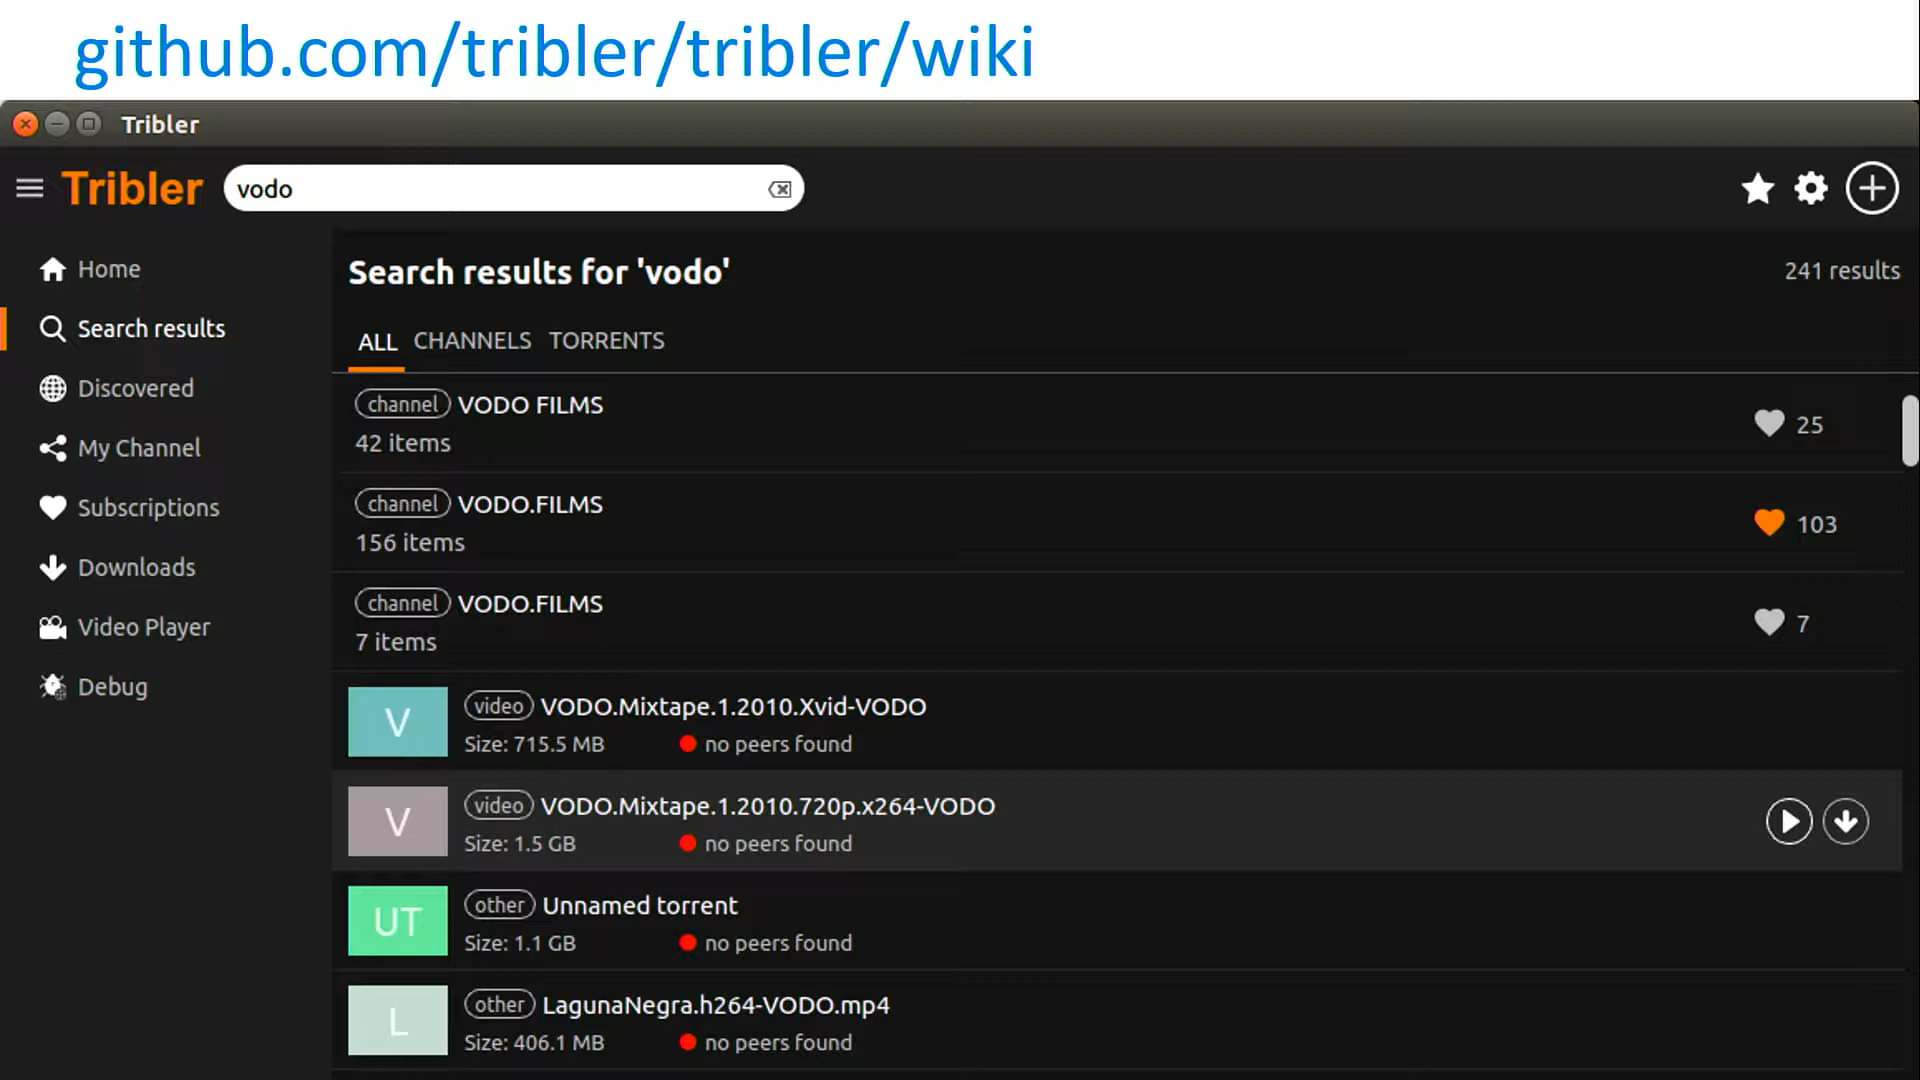 github.com/tribler/tribler/wiki
Tribler
Tribler vodo
Home
Search results
Discovered
My Channel
Subscriptions
Downloads
Video Player
Debug
Search results for 'vodo'
241 results
ALL CHANNELS TORRENTS
channel VODO FILMS
42 items
25
channel VODO.FILMS
156 items
103
channel VODO.FILMS
7 items
7
V
video VODO.Mixtape.1.2010.Xvid-VODO
Size: 715.5 MB no peers found
V
video VODO.Mixtape.1.2010.720p.x264-VODO
Size: 1.5 GB no peers found
UT
other Unnamed torrent
Size: 1.1 GB no peers found
L
other LagunaNegra.h264-VODO.mp4
Size: 406.1 MB no peers found